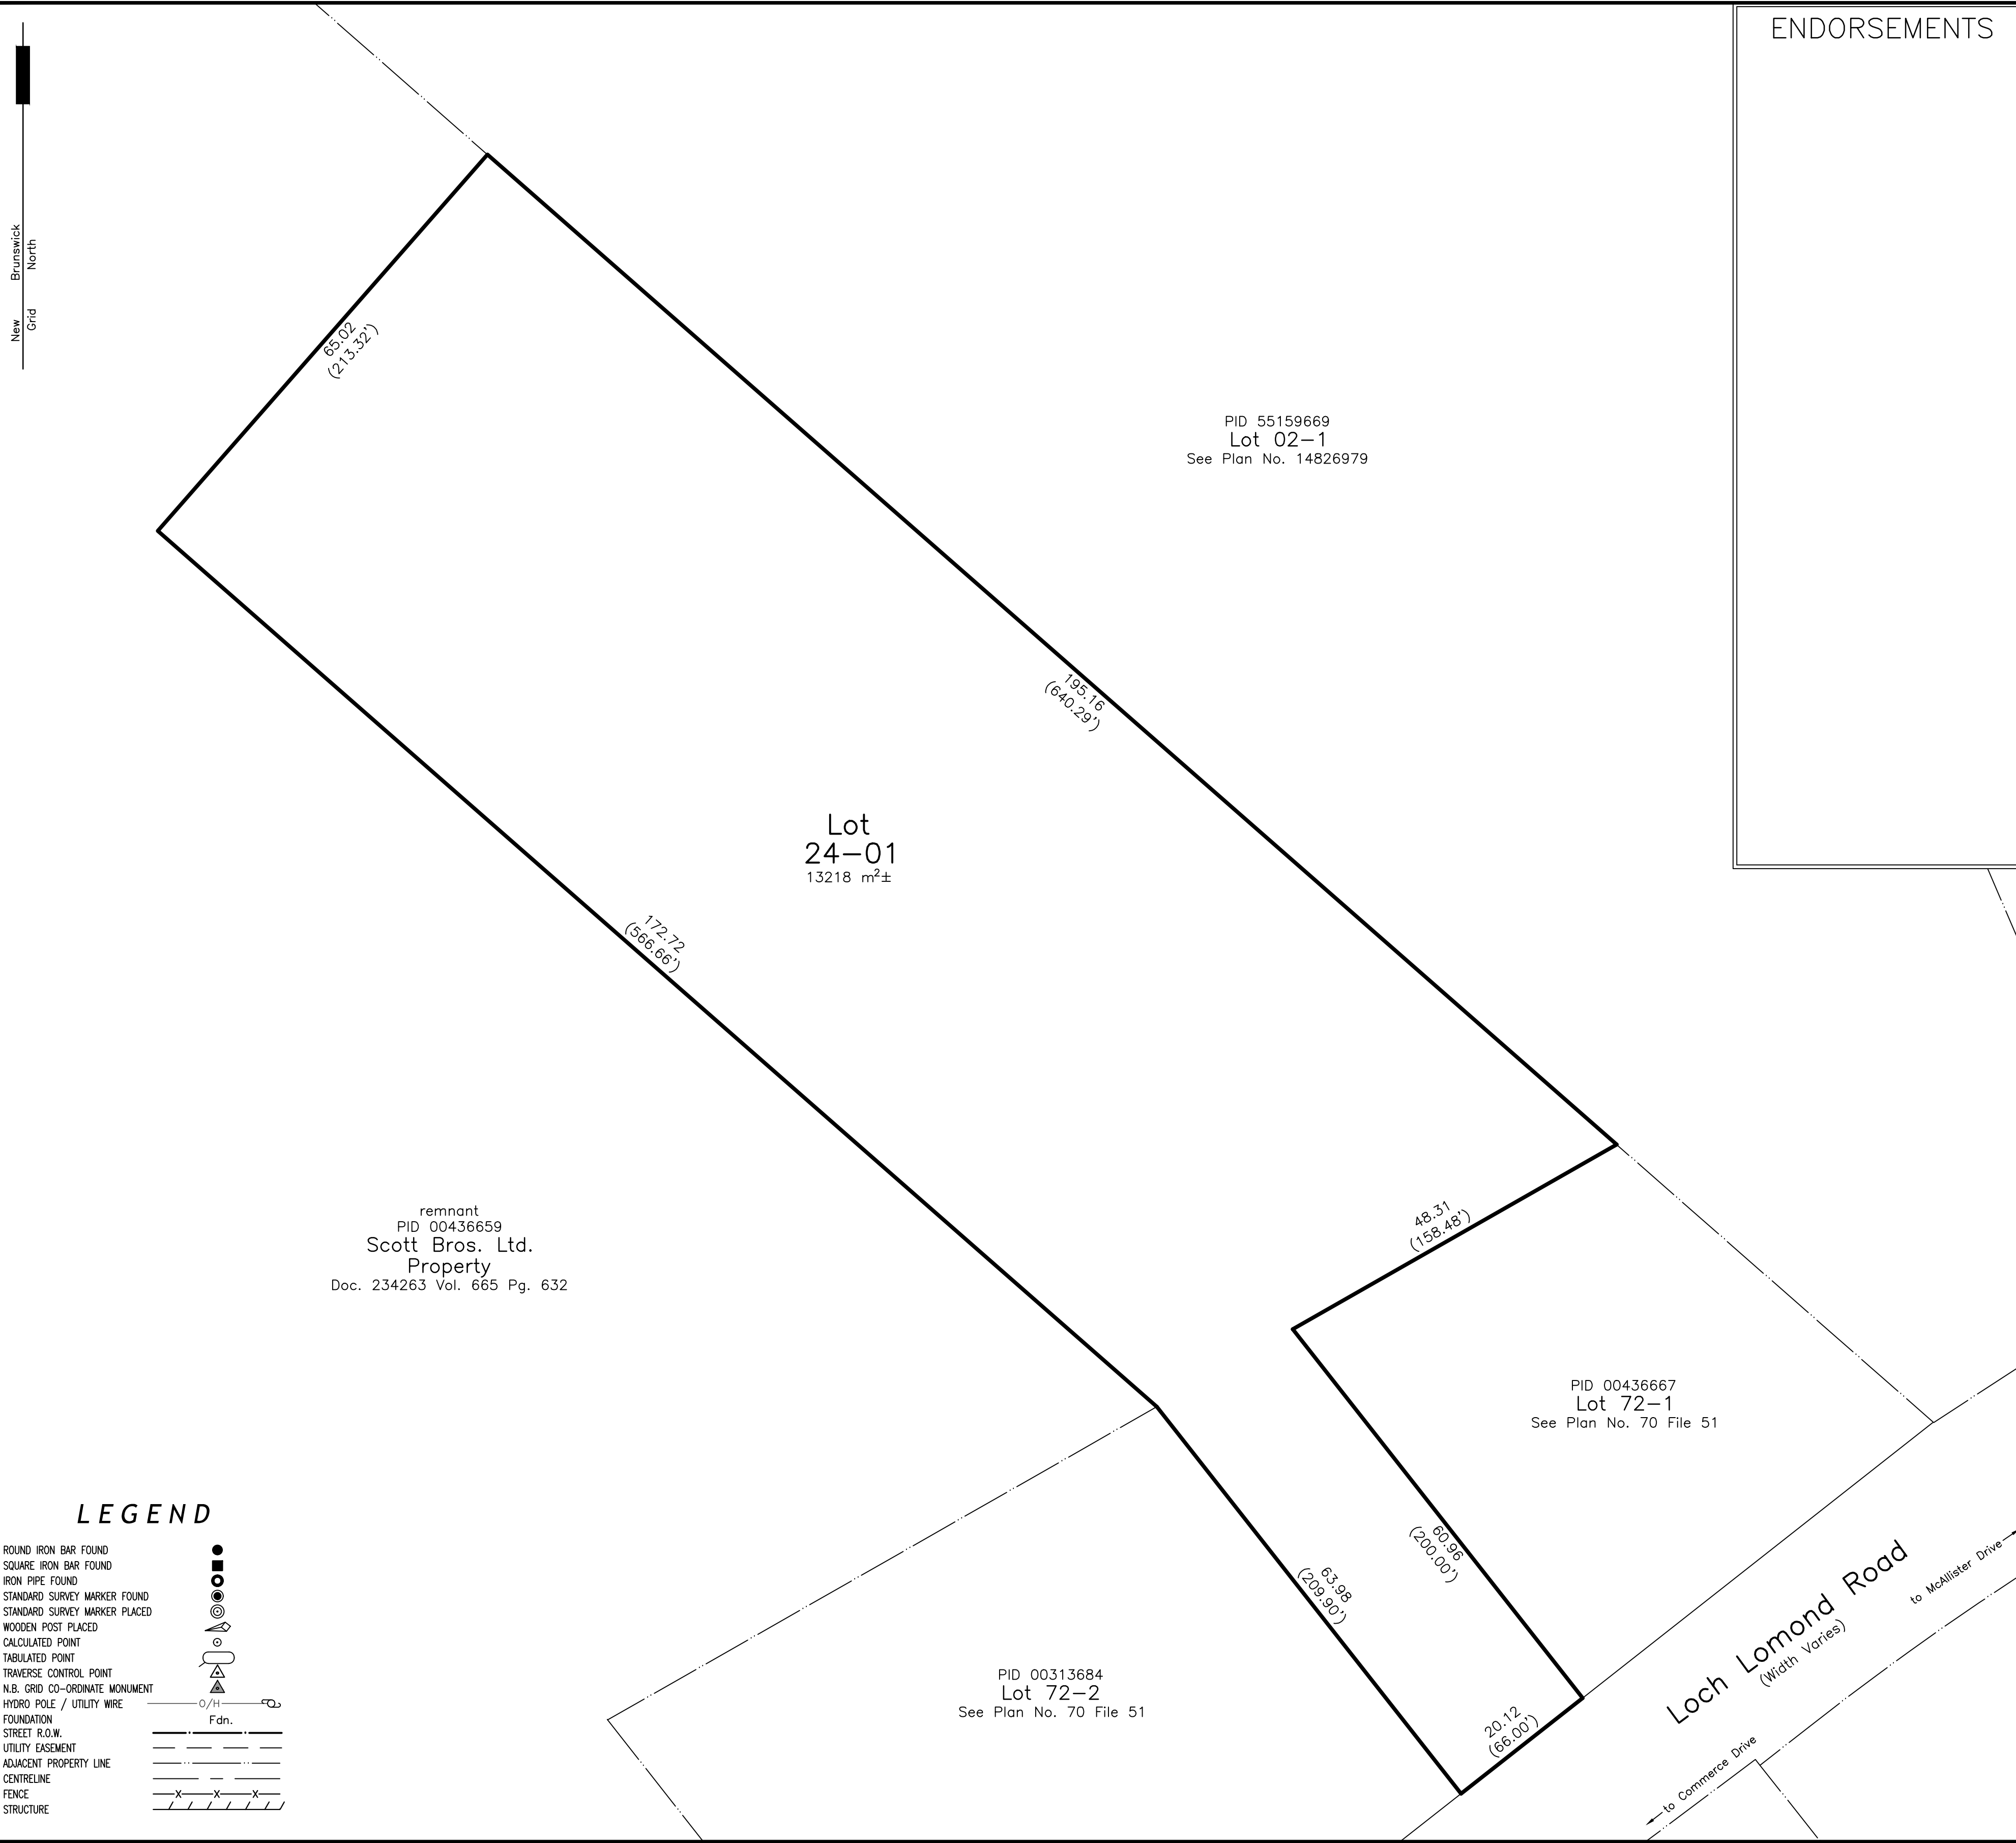 ENDORSEMENTS
New Brunswick
Grid North
65.02
(213.32')
PID 55159669
Lot 02-1
See Plan No. 14826979
195.16
(640.29')
Lot
24-01
13218 m²±
172.72
(566.66')
remnant
PID 00436659
Scott Bros. Ltd.
Property
Doc. 234263 Vol. 665 Pg. 632
48.31
(158.48')
PID 00436667
Lot 72-1
See Plan No. 70 File 51
60.96
(200.00')
63.98
(209.90')
PID 00313684
Lot 72-2
See Plan No. 70 File 51
20.12
(66.00')
Loch Lomond Road
(Width Varies)
to McAllister Drive
to Commerce Drive
LEGEND
ROUND IRON BAR FOUND
SQUARE IRON BAR FOUND
IRON PIPE FOUND
STANDARD SURVEY MARKER FOUND
STANDARD SURVEY MARKER PLACED
WOODEN POST PLACED
CALCULATED POINT
TABULATED POINT
TRAVERSE CONTROL POINT
N.B. GRID CO-ORDINATE MONUMENT
HYDRO POLE / UTILITY WIRE O/H
FOUNDATION Fdn.
STREET R.O.W.
UTILITY EASEMENT
ADJACENT PROPERTY LINE
CENTRELINE
FENCE X X X
STRUCTURE